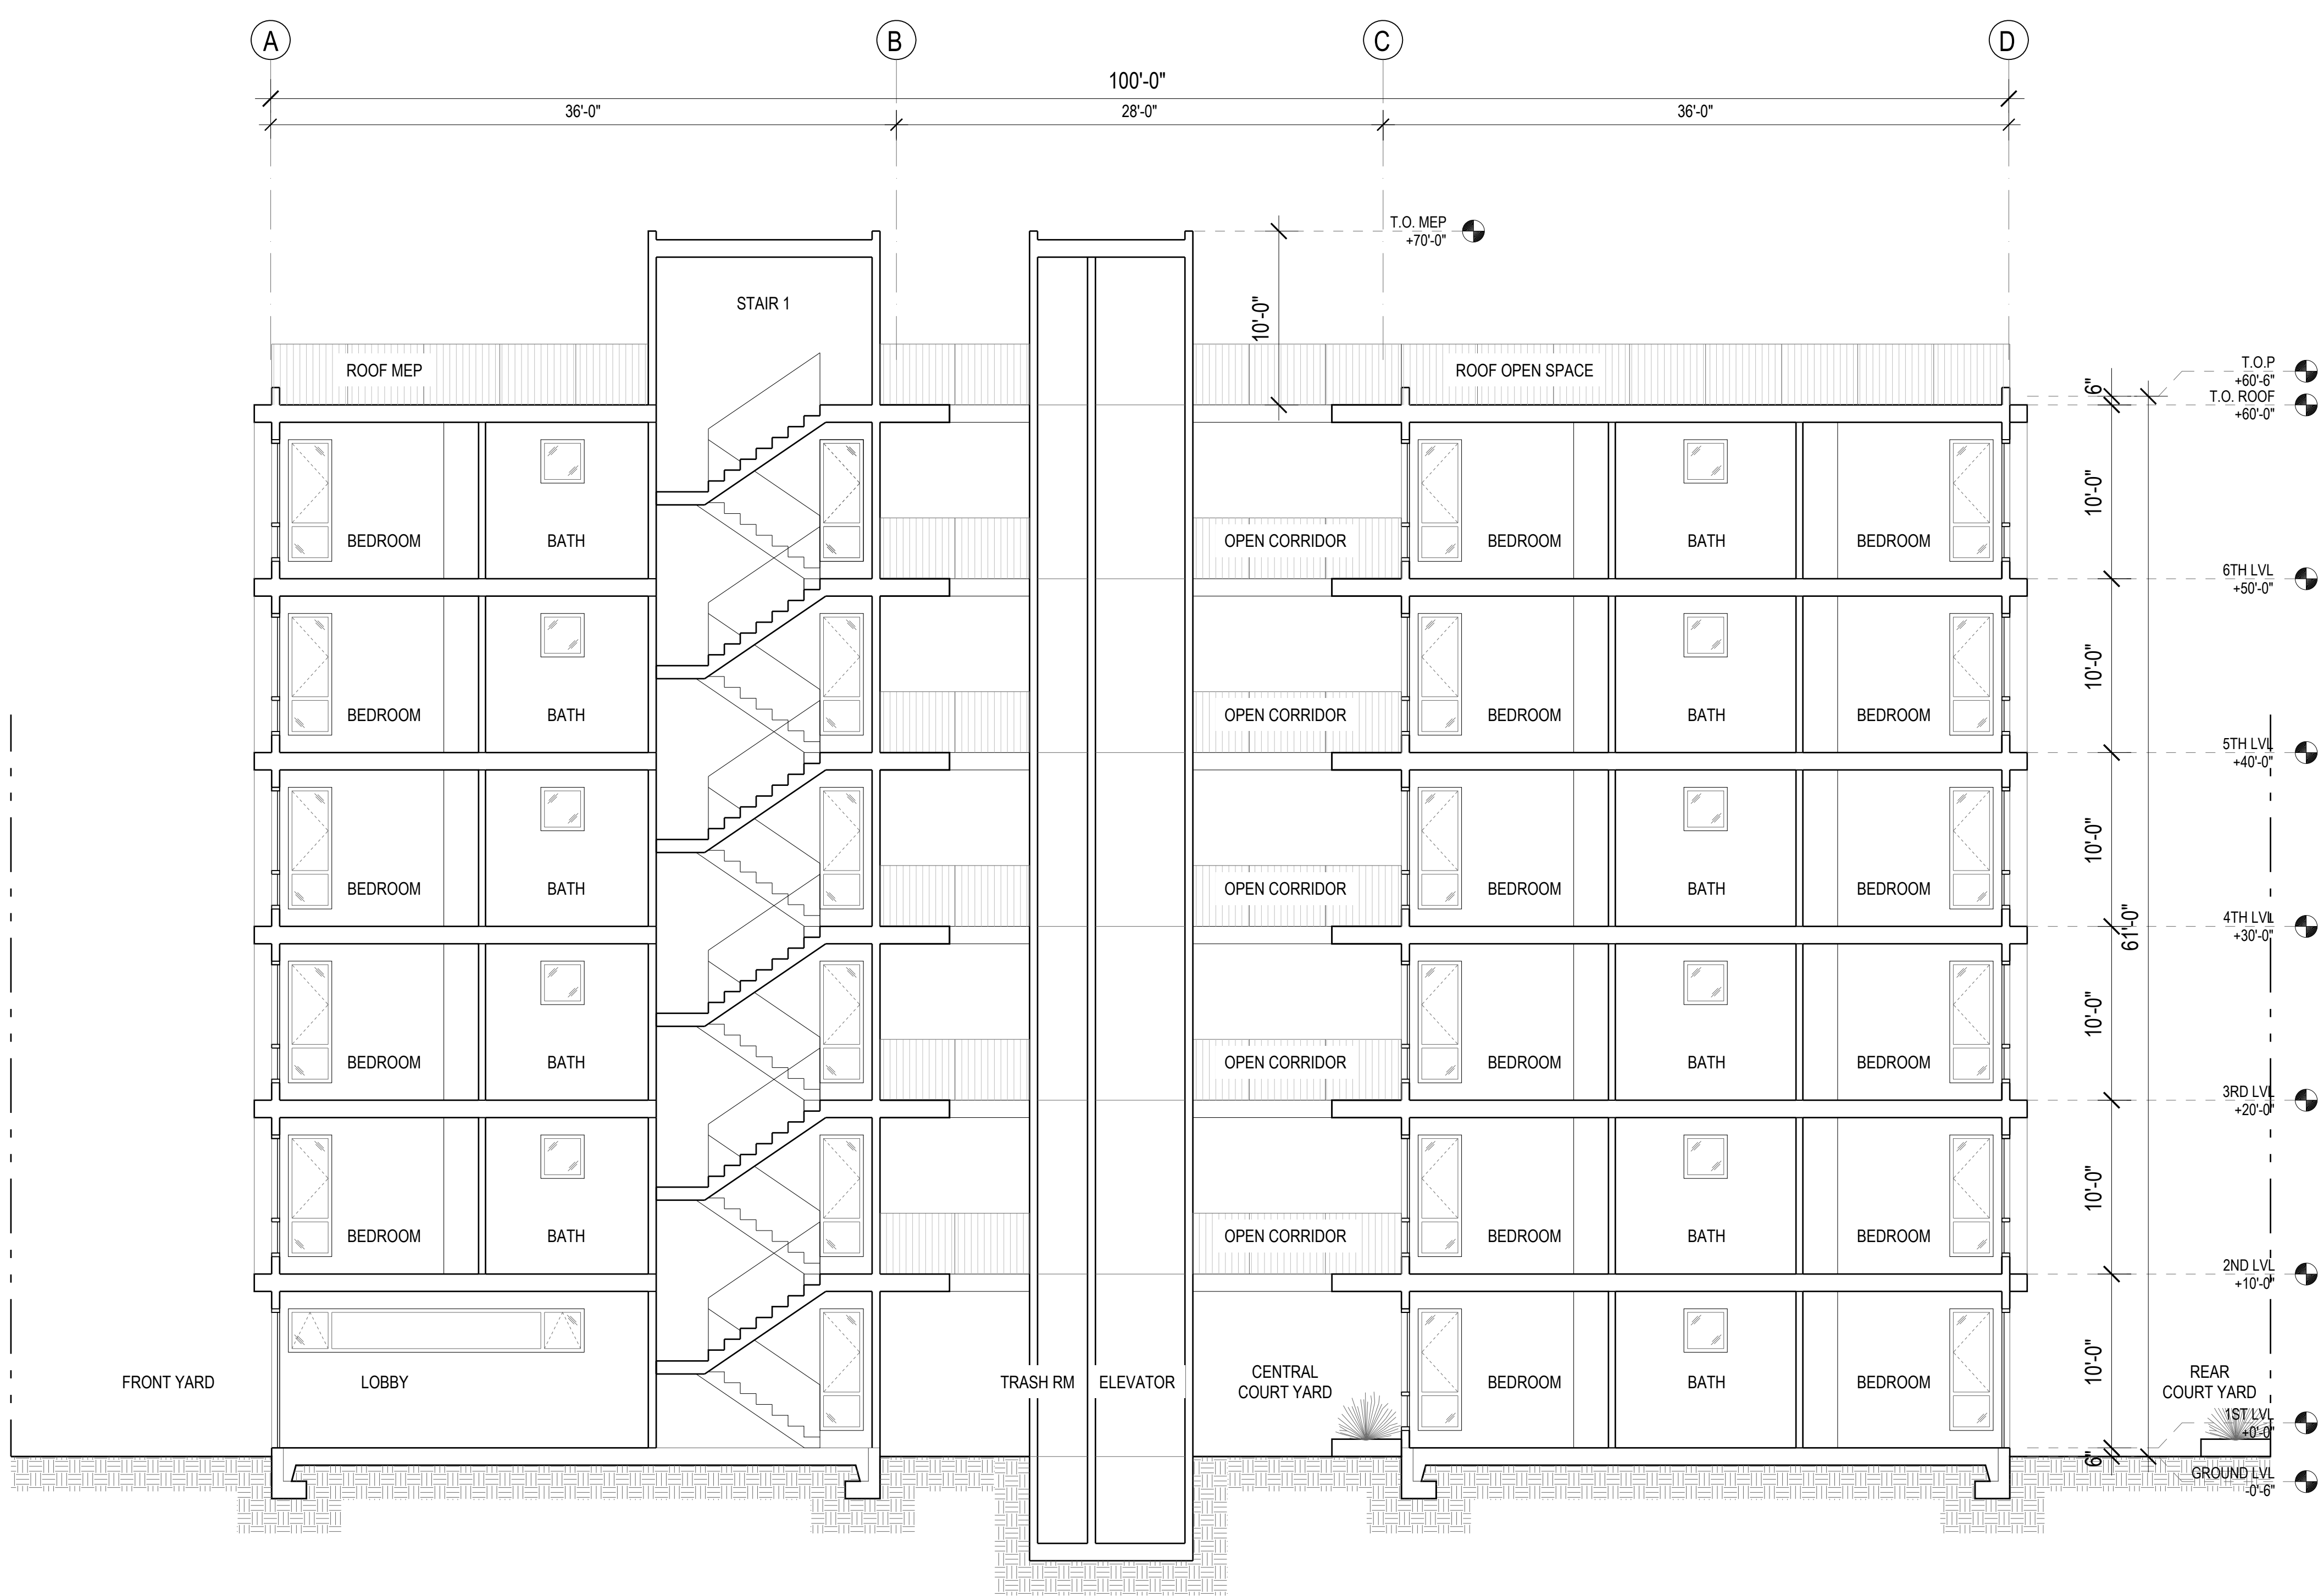 A
B
C
D
100'-0"
36'-0"
28'-0"
36'-0"
T.O. MEP
+70'-0"
10'-0"
STAIR 1
ROOF MEP
ROOF OPEN SPACE
T.O.P
+60'-6"
6"
T.O. ROOF
+60'-0"
10'-0"
BEDROOM
BATH
OPEN CORRIDOR
BEDROOM
BATH
BEDROOM
6TH LVL
+50'-0"
10'-0"
BEDROOM
BATH
OPEN CORRIDOR
BEDROOM
BATH
BEDROOM
5TH LVL
+40'-0"
10'-0"
BEDROOM
BATH
OPEN CORRIDOR
BEDROOM
BATH
BEDROOM
4TH LVL
+30'-0"
61'-0"
10'-0"
BEDROOM
BATH
OPEN CORRIDOR
BEDROOM
BATH
BEDROOM
3RD LVL
+20'-0"
10'-0"
BEDROOM
BATH
OPEN CORRIDOR
BEDROOM
BATH
BEDROOM
2ND LVL
+10'-0"
10'-0"
FRONT YARD
LOBBY
TRASH RM
ELEVATOR
CENTRAL
COURT YARD
BEDROOM
BATH
BEDROOM
REAR
COURT YARD
1ST LVL
+0'-0"
6"
GROUND LVL
-0'-6"